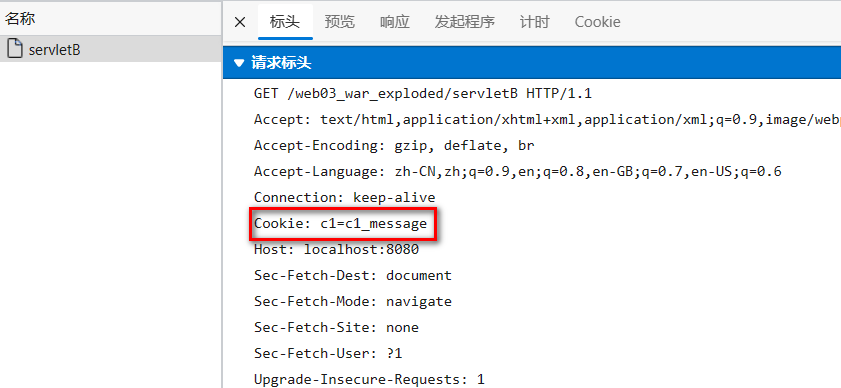 名称
servletB
标头 预览 响应 发起程序 计时 Cookie
请求标头
GET /web03_war_exploded/servletB HTTP/1.1
Accept: text/html,application/xhtml+xml,application/xml;q=0.9,image/webp
Accept-Encoding: gzip, deflate, br
Accept-Language: zh-CN,zh;q=0.9,en;q=0.8,en-GB;q=0.7,en-US;q=0.6
Connection: keep-alive
Cookie: c1=c1_message
Host: localhost:8080
Sec-Fetch-Dest: document
Sec-Fetch-Mode: navigate
Sec-Fetch-Site: none
Sec-Fetch-User: ?1
Upgrade-Insecure-Requests: 1